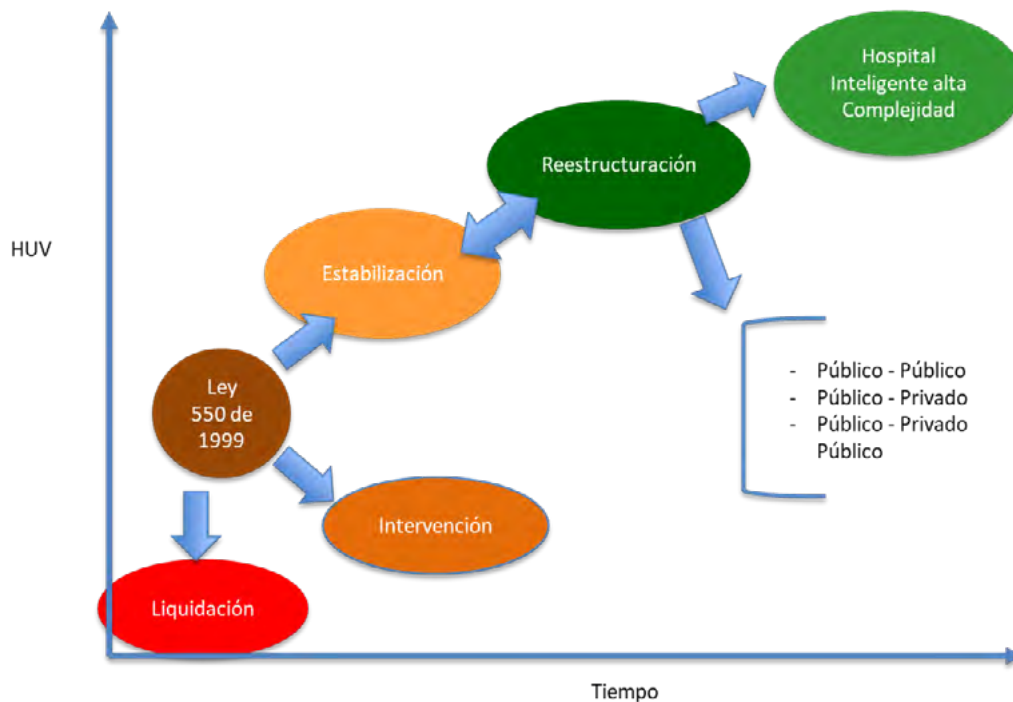 Hospital
Inteligente alta
Complejidad
Reestructuración
HUV
Estabilización
Ley
550 de
1999
- Público - Público
- Público - Privado
- Público - Privado
Público
Intervención
Liquidación
Tiempo